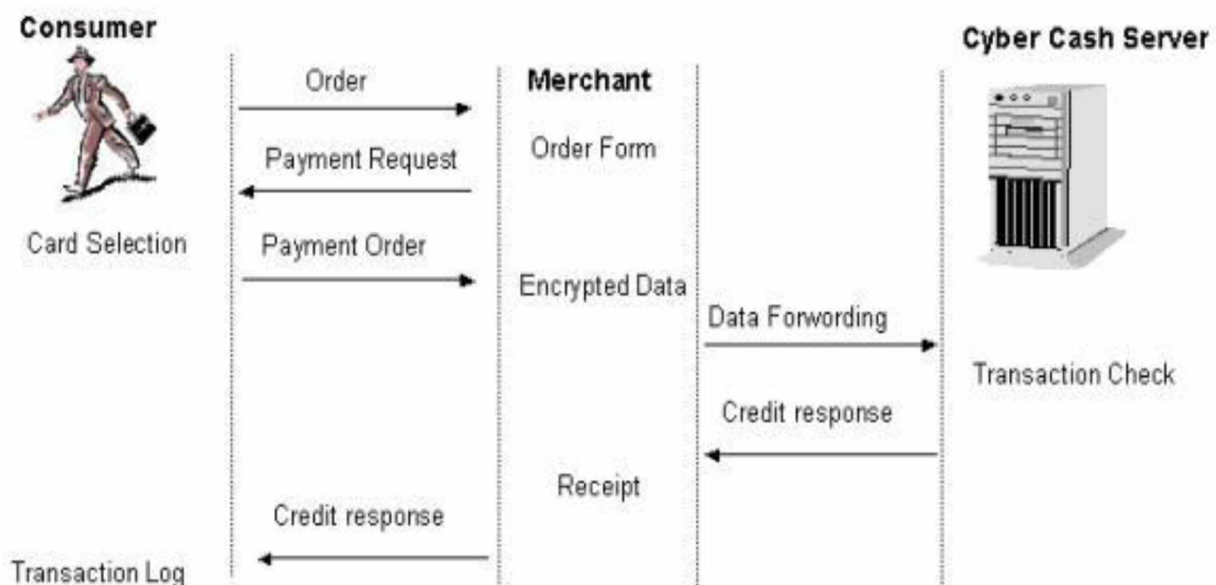 Consumer
Cyber Cash Server
Order
Merchant
Payment Request
Order Form
Card Selection
Payment Order
Encrypted Data
Data Forwording
Transaction Check
Credit response
Receipt
Credit response
Transaction Log